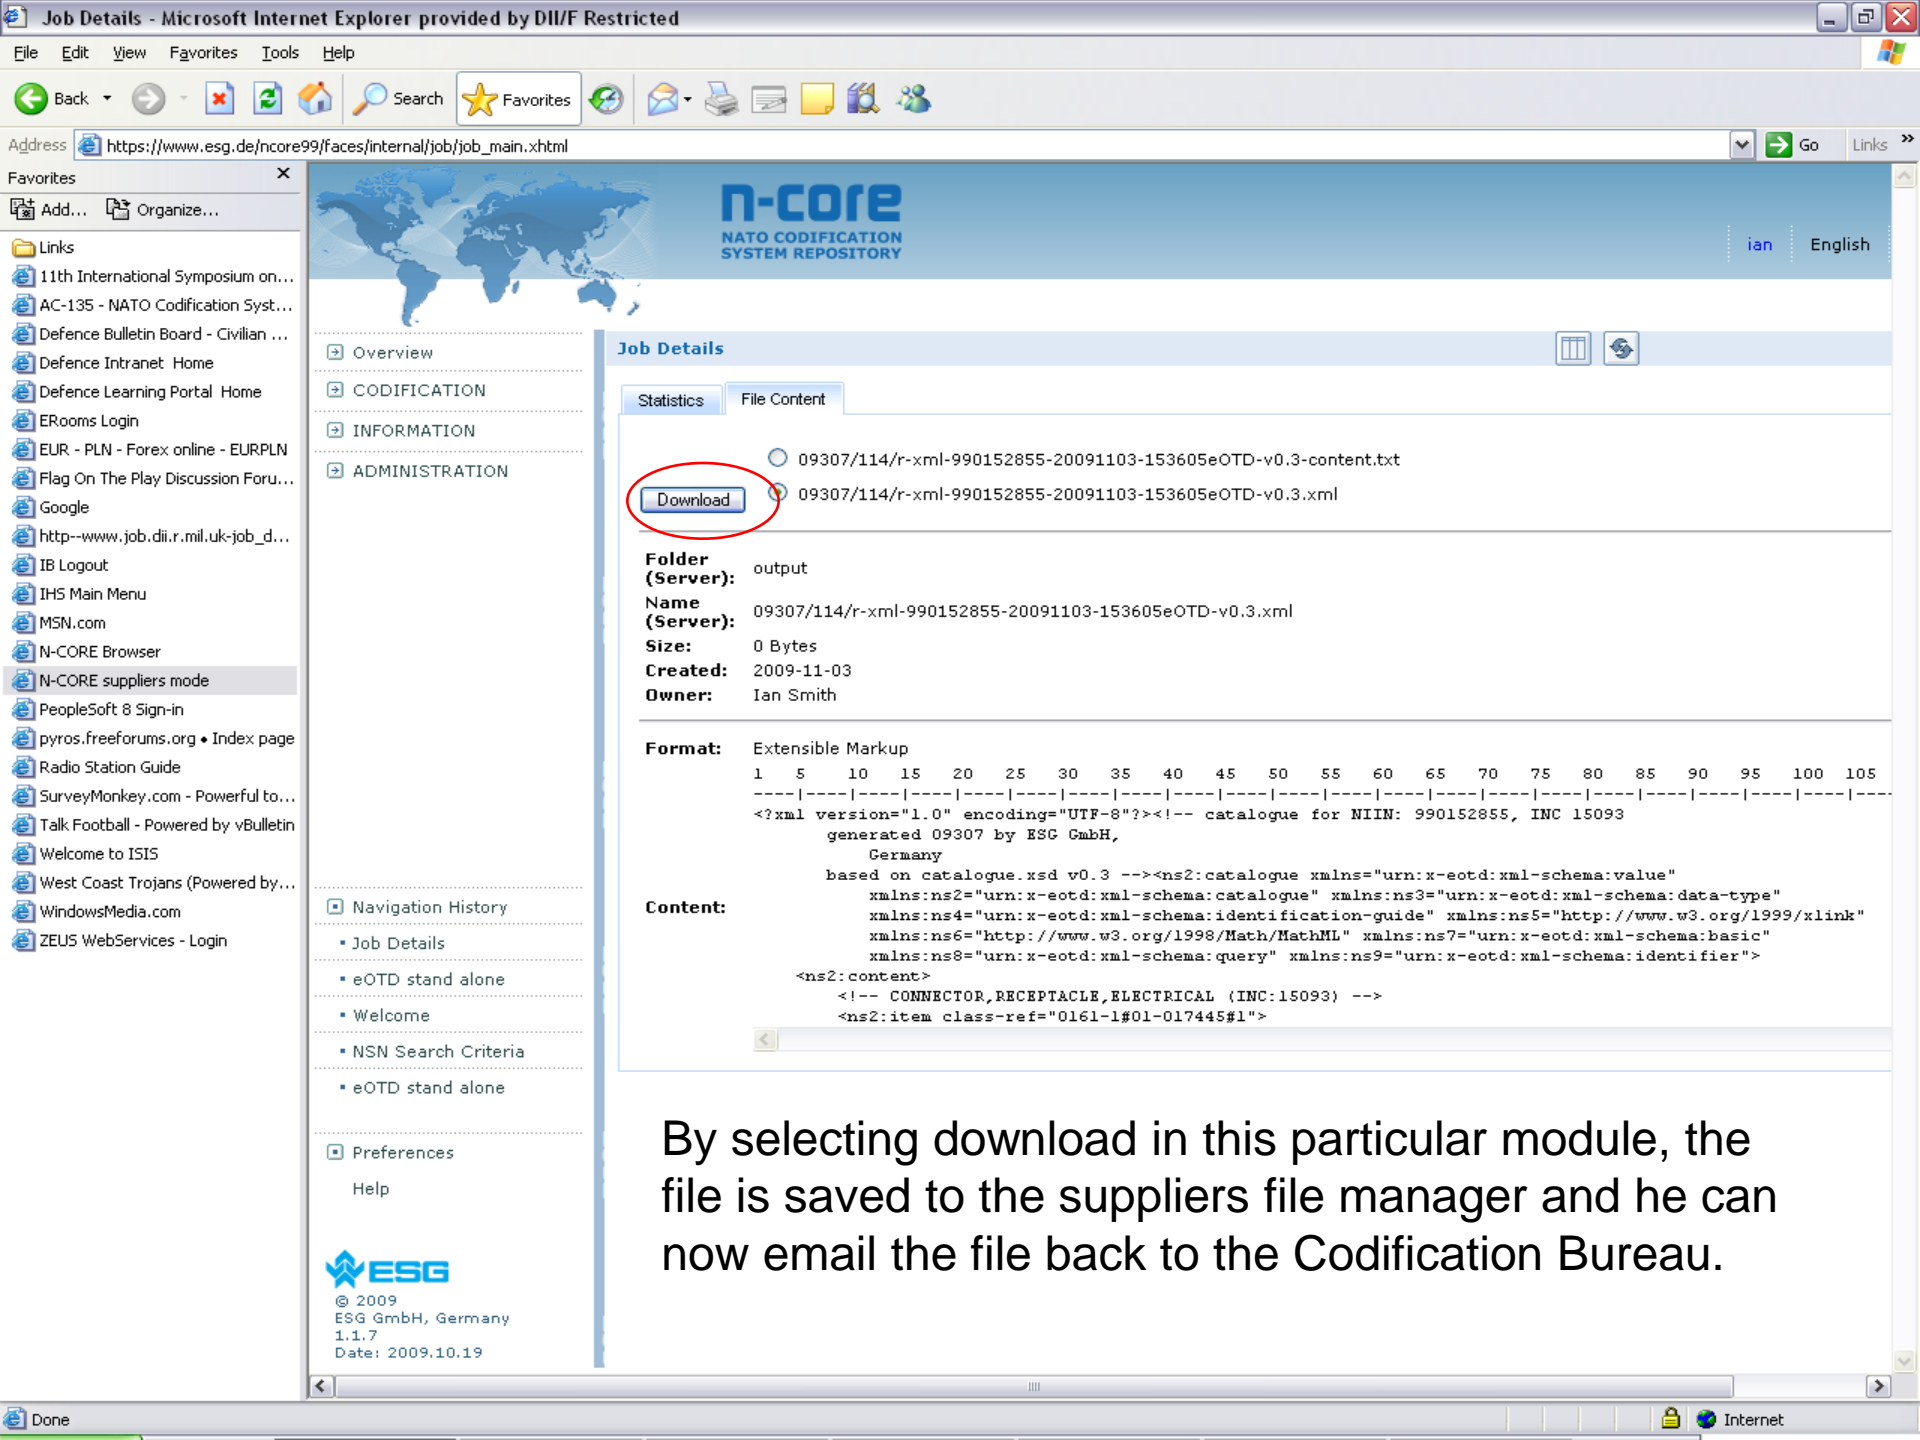 Job Details - Microsoft Internet Explorer provided by DII/F Restricted
File Edit View Favorites Tools Help
Back Search Favorites
Address https://www.esg.de/ncore99/faces/internal/job/job_main.xhtml Go Links »
Favorites
Add... Organize...
Links
11th International Symposium on...
AC-135 - NATO Codification Syst...
Defence Bulletin Board - Civilian ...
Defence Intranet Home
Defence Learning Portal Home
ERooms Login
EUR - PLN - Forex online - EURPLN
Flag On The Play Discussion Foru...
Google
http--www.job.dii.r.mil.uk-job_d...
IB Logout
IHS Main Menu
MSN.com
N-CORE Browser
N-CORE suppliers mode
PeopleSoft 8 Sign-in
pyros.freeforums.org • Index page
Radio Station Guide
SurveyMonkey.com - Powerful to...
Talk Football - Powered by vBulletin
Welcome to ISIS
West Coast Trojans (Powered by...
WindowsMedia.com
ZEUS WebServices - Login
n-core
NATO CODIFICATION
SYSTEM REPOSITORY
ian English
Overview
CODIFICATION
INFORMATION
ADMINISTRATION
Navigation History
Job Details
eOTD stand alone
Welcome
NSN Search Criteria
eOTD stand alone
Preferences
Help
ESG
© 2009
ESG GmbH, Germany
1.1.7
Date: 2009.10.19
Job Details
Statistics File Content
09307/114/r-xml-990152855-20091103-153605eOTD-v0.3-content.txt
Download 09307/114/r-xml-990152855-20091103-153605eOTD-v0.3.xml
Folder (Server): output
Name (Server): 09307/114/r-xml-990152855-20091103-153605eOTD-v0.3.xml
Size: 0 Bytes
Created: 2009-11-03
Owner: Ian Smith
Format: Extensible Markup
1 5 10 15 20 25 30 35 40 45 50 55 60 65 70 75 80 85 90 95 100 105
----|----|----|----|----|----|----|----|----|----|----|----|----|----|----|----|----|----|----|----|----|----
Content:
<?xml version="1.0" encoding="UTF-8"?><!-- catalogue for NIIN: 990152855, INC 15093
generated 09307 by ESG GmbH,
Germany
based on catalogue.xsd v0.3 --><ns2:catalogue xmlns="urn:x-eotd:xml-schema:value"
xmlns:ns2="urn:x-eotd:xml-schema:catalogue" xmlns:ns3="urn:x-eotd:xml-schema:data-type"
xmlns:ns4="urn:x-eotd:xml-schema:identification-guide" xmlns:ns5="http://www.w3.org/1999/xlink"
xmlns:ns6="http://www.w3.org/1998/Math/MathML" xmlns:ns7="urn:x-eotd:xml-schema:basic"
xmlns:ns8="urn:x-eotd:xml-schema:query" xmlns:ns9="urn:x-eotd:xml-schema:identifier">
<ns2:content>
<!-- CONNECTOR,RECEPTACLE,ELECTRICAL (INC:15093) -->
<ns2:item class-ref="0161-1#01-017445#1">
By selecting download in this particular module, the
file is saved to the suppliers file manager and he can
now email the file back to the Codification Bureau.
Done Internet